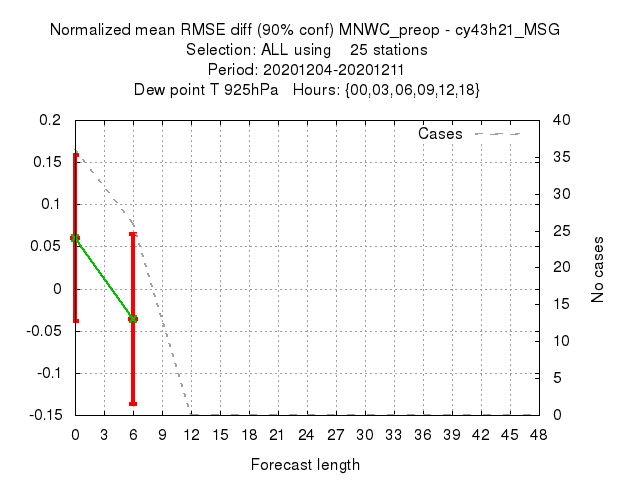 Normalized mean RMSE diff (90% conf) MNWC_preop - cy43h21_MSG
Selection: ALL using    25 stations
Period: 20201204-20201211
Dew point T 925hPa   Hours: {00,03,06,09,12,18}
Cases
0.2
0.15
0.1
0.05
0
-0.05
-0.1
-0.15
40
35
30
25
20
15
10
5
0
No cases
0 3 6 9 12 15 18 21 24 27 30 33 36 39 42 45 48
Forecast length